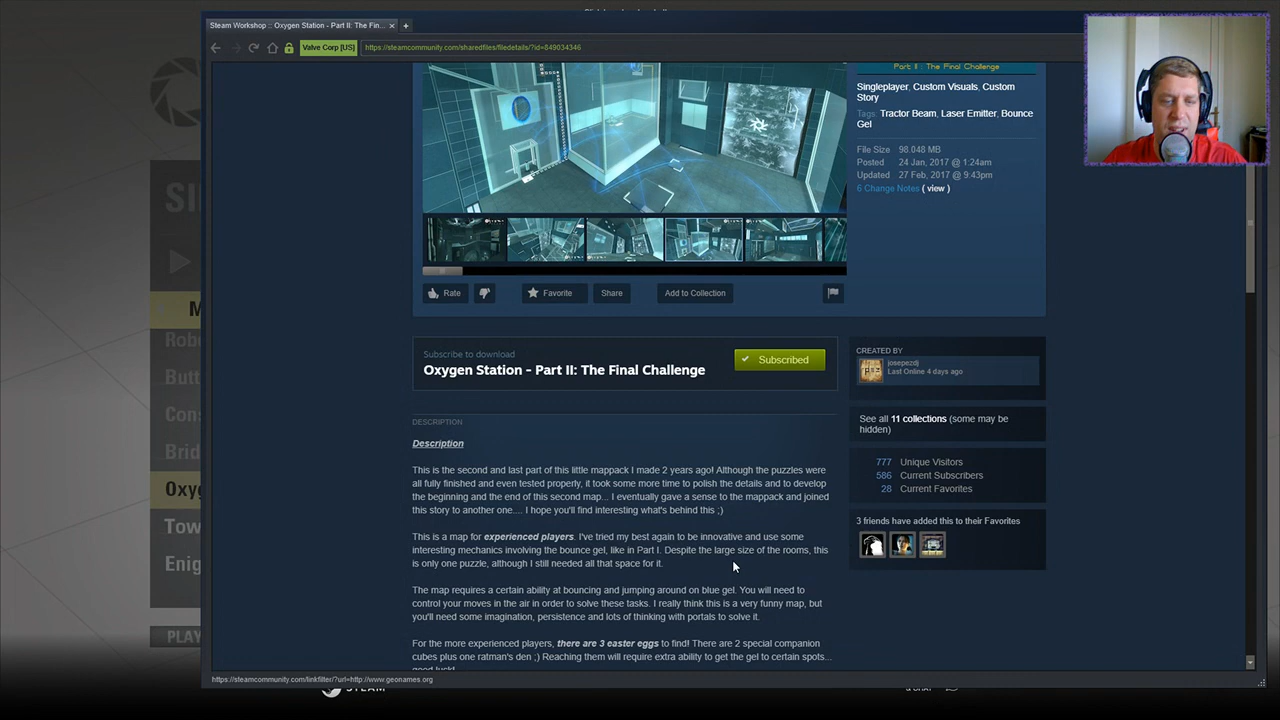 Steam Workshop :: Oxygen Station - Part II: The Fin...
Valve Corp [US]
https://steamcommunity.com/sharedfiles/filedetails/?id=849034346
Part II : The Final Challenge
Singleplayer, Custom Visuals, Custom
Story
Tags: Tractor Beam, Laser Emitter, Bounce
Gel
File Size 98.048 MB
Posted 24 Jan, 2017 @ 1:24am
Updated 27 Feb, 2017 @ 9:43pm
6 Change Notes ( view )
Rate
Favorite
Share
Add to Collection
Subscribe to download
Oxygen Station - Part II: The Final Challenge
Subscribed
CREATED BY
josepezdj
Last Online 4 days ago
See all 11 collections (some may be
hidden)
777 Unique Visitors
586 Current Subscribers
28 Current Favorites
3 friends have added this to their Favorites
DESCRIPTION
Description
This is the second and last part of this little mappack I made 2 years ago! Although the puzzles were
all fully finished and even tested properly, it took some more time to polish the details and to develop
the beginning and the end of this second map... I eventually gave a sense to the mappack and joined
this story to another one.... I hope you'll find interesting what's behind this ;)
This is a map for experienced players. I've tried my best again to be innovative and use some
interesting mechanics involving the bounce gel, like in Part I. Despite the large size of the rooms, this
is only one puzzle, although I still needed all that space for it.
The map requires a certain ability at bouncing and jumping around on blue gel. You will need to
control your moves in the air in order to solve these tasks. I really think this is a very funny map, but
you'll need some imagination, persistence and lots of thinking with portals to solve it.
For the more experienced players, there are 3 easter eggs to find! There are 2 special companion
cubes plus one ratman's den ;) Reaching them will require extra ability to get the gel to certain spots...
good luck!
https://steamcommunity.com/linkfilter/?url=http://www.geonames.org
SI
M
Robo
Butt
Cons
Brid
Oxyg
Tow
Enig
PLAY
STEAM
& CHAT